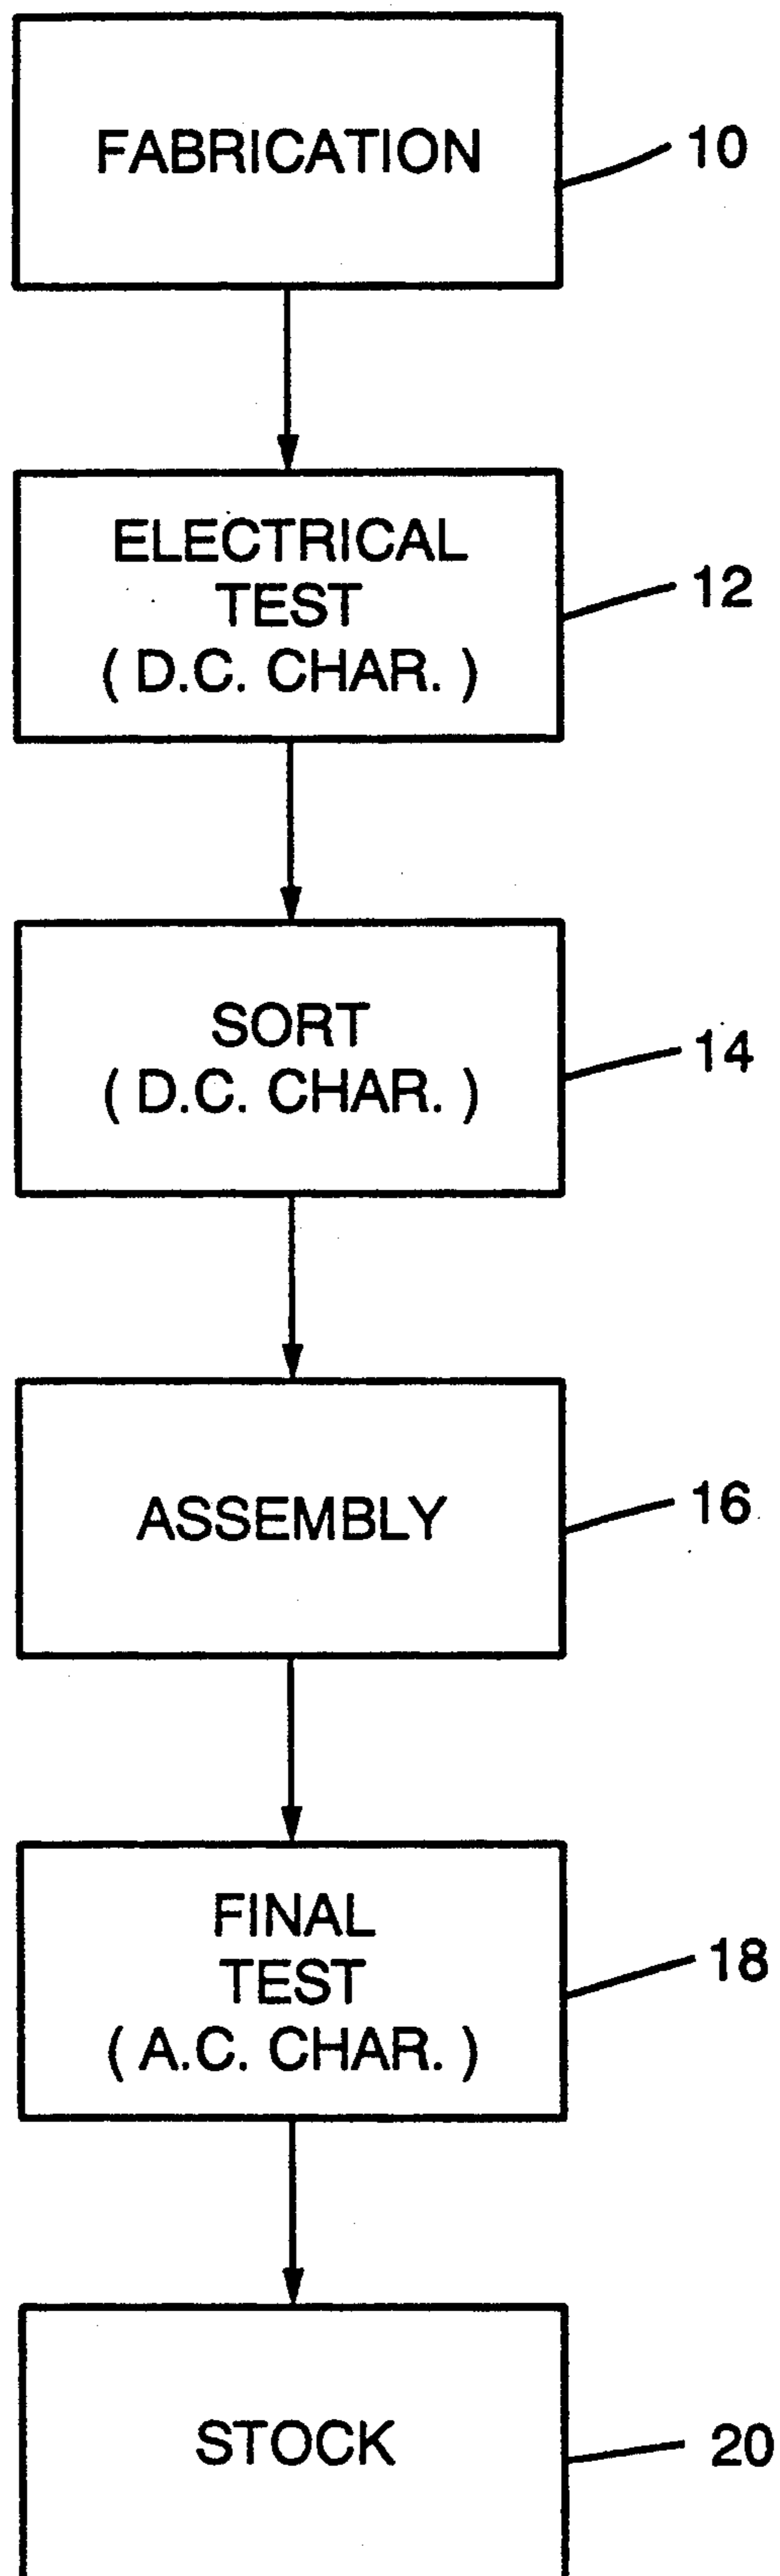 FABRICATION
10
ELECTRICAL
TEST
( D.C. CHAR. )
12
SORT
( D.C. CHAR. )
14
ASSEMBLY
16
FINAL
TEST
( A.C. CHAR. )
18
STOCK
20